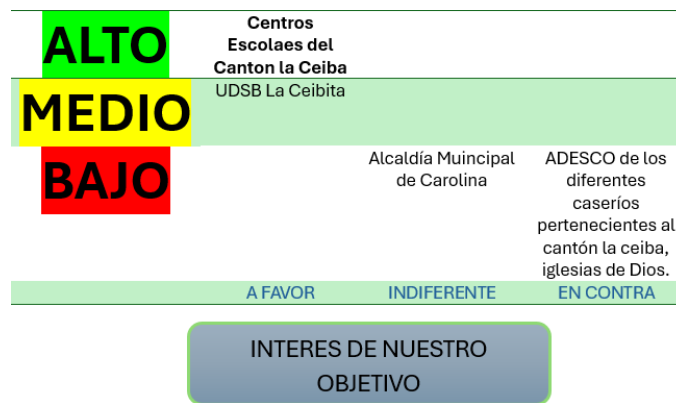 ALTO
Centros
Escolaes del
Canton la Ceiba
MEDIO
UDSB La Ceibita
BAJO
Alcaldía Muincipal
de Carolina
ADESCO de los
diferentes
caseríos
pertenecientes al
cantón la ceiba,
iglesias de Dios.
A FAVOR
INDIFERENTE
EN CONTRA
INTERES DE NUESTRO
OBJETIVO